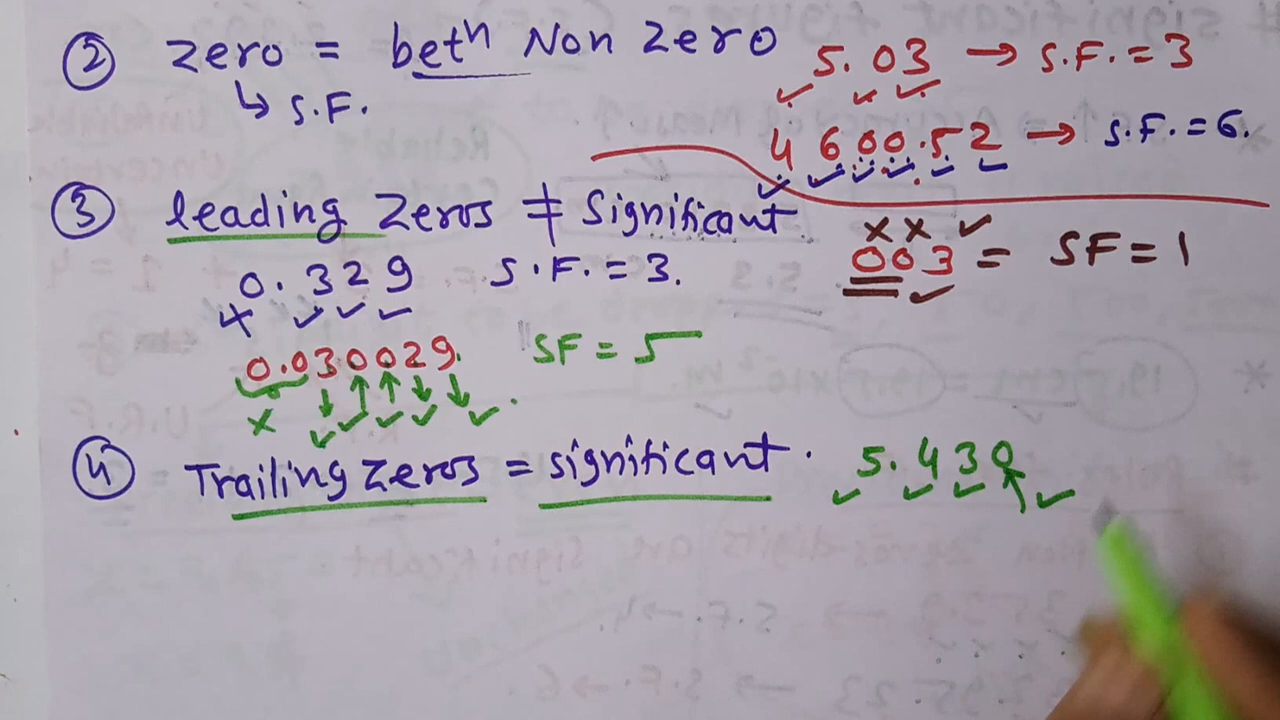 ② zero = betⁿ Non Zero
↳ S.F.
5.03 → S.F. = 3
4600.52 → S.F. = 6.
③ leading Zeros ≠ Significant
0.329 S.F. = 3.
003 = SF = 1
0.030029. SF = 5
④ Trailing Zeros = significant. 5.430